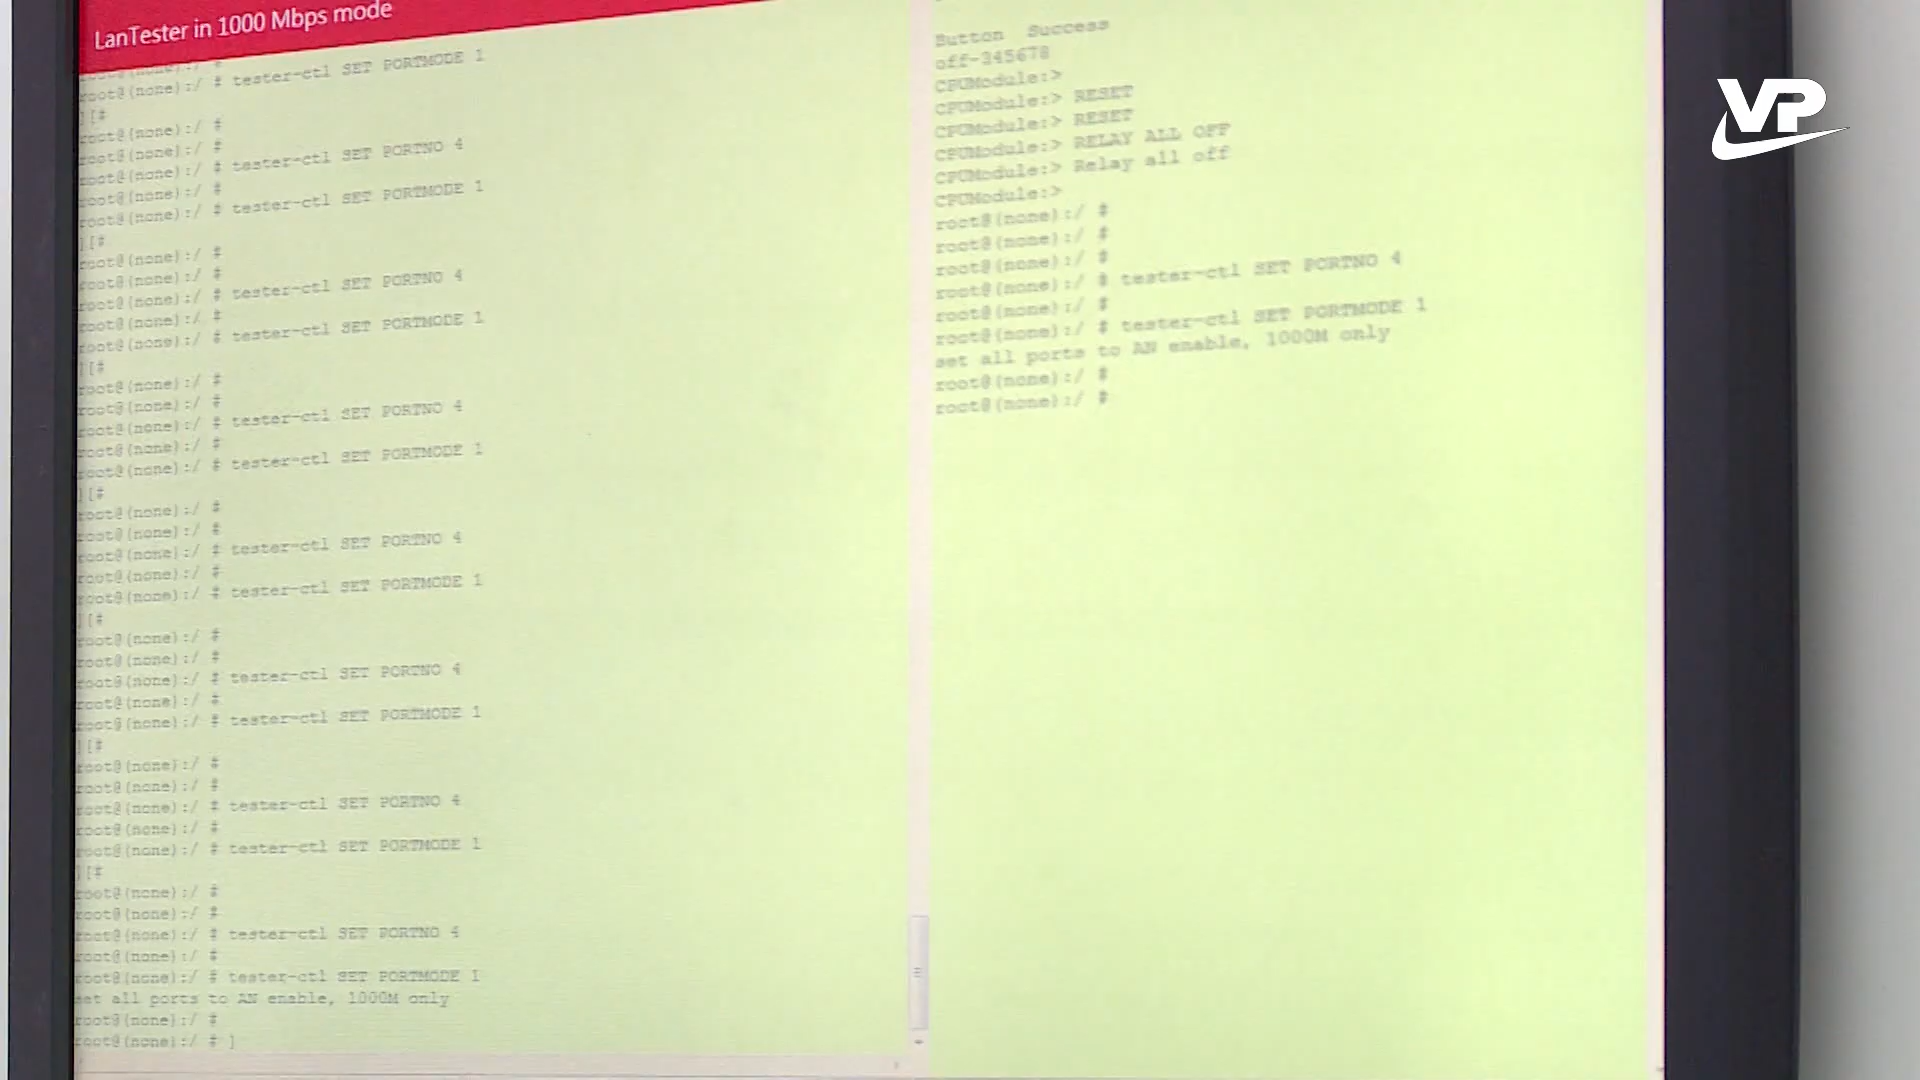 LanTester in 1000 Mbps mode
root@(none):/ #
root@(none):/ # tester-ctl SET PORTMODE 1
][#
root@(none):/ #
root@(none):/ #
root@(none):/ # tester-ctl SET PORTNO 4
root@(none):/ #
root@(none):/ # tester-ctl SET PORTMODE 1
][#
root@(none):/ #
root@(none):/ #
root@(none):/ # tester-ctl SET PORTNO 4
root@(none):/ #
root@(none):/ # tester-ctl SET PORTMODE 1
][#
root@(none):/ #
root@(none):/ #
root@(none):/ # tester-ctl SET PORTNO 4
root@(none):/ #
root@(none):/ # tester-ctl SET PORTMODE 1
][#
root@(none):/ #
root@(none):/ #
root@(none):/ # tester-ctl SET PORTNO 4
root@(none):/ #
root@(none):/ # tester-ctl SET PORTMODE 1
][#
root@(none):/ #
root@(none):/ #
root@(none):/ # tester-ctl SET PORTNO 4
root@(none):/ #
root@(none):/ # tester-ctl SET PORTMODE 1
][#
root@(none):/ #
root@(none):/ #
root@(none):/ # tester-ctl SET PORTNO 4
root@(none):/ #
root@(none):/ # tester-ctl SET PORTMODE 1
][#
root@(none):/ #
root@(none):/ #
root@(none):/ # tester-ctl SET PORTNO 4
root@(none):/ #
root@(none):/ # tester-ctl SET PORTMODE 1
set all ports to AN enable, 1000M only
root@(none):/ #
root@(none):/ # ]
Button Success
off-345678
CPUModule:>
CPUModule:> RESET
CPUModule:> RESET
CPUModule:> RELAY ALL OFF
CPUModule:> Relay all off
CPUModule:>
root@(none):/ #
root@(none):/ #
root@(none):/ #
root@(none):/ # tester-ctl SET PORTNO 4
root@(none):/ #
root@(none):/ # tester-ctl SET PORTMODE 1
set all ports to AN enable, 1000M only
root@(none):/ #
root@(none):/ #
VP